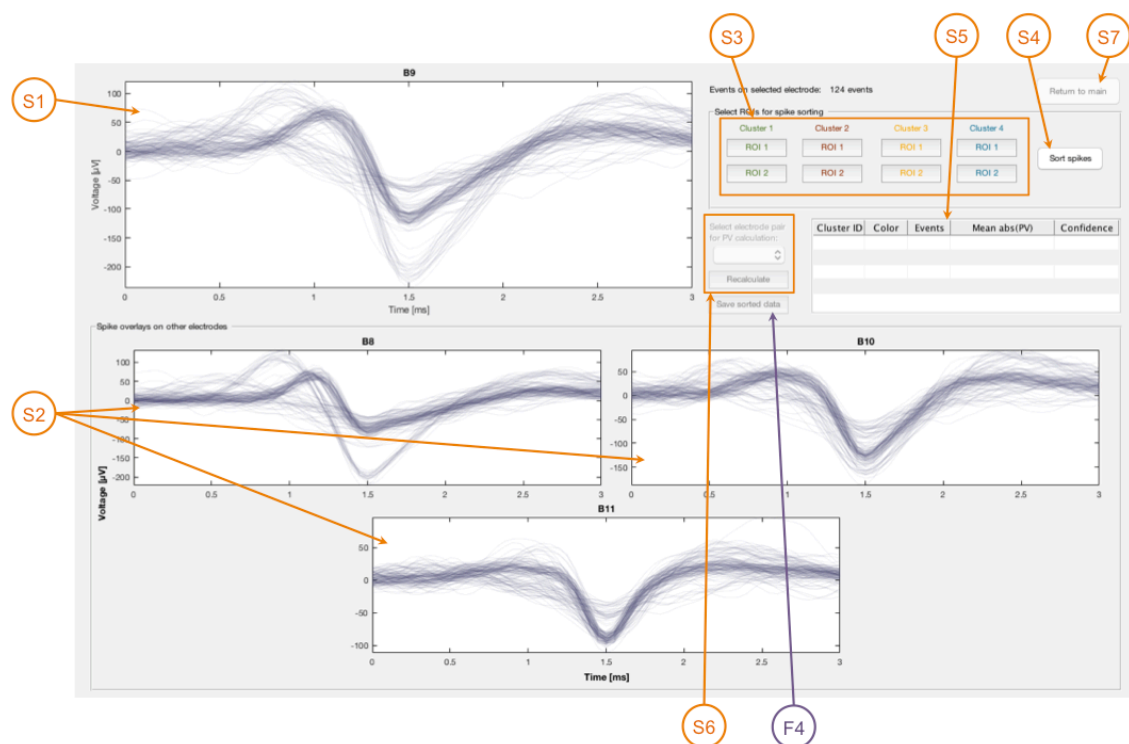 S3
S5
S4
S7
S1
B9
100
50
0
-50
-100
-150
-200
Voltage [µV]
0 0.5 1 1.5 2 2.5 3
Time [ms]
Events on selected electrode: 124 events
Return to main
Select ROIs for spike sorting
Cluster 1 Cluster 2 Cluster 3 Cluster 4
ROI 1 ROI 1 ROI 1 ROI 1
ROI 2 ROI 2 ROI 2 ROI 2
Sort spikes
Select electrode pair
for PV calculation:
Recalculate
Save sorted data
Cluster ID Color Events Mean abs(PV) Confidence
Spike overlays on other electrodes
S2
B8
100
50
0
-50
-100
-150
-200
0 0.5 1 1.5 2 2.5 3
B10
100
50
0
-50
-100
-150
0 0.5 1 1.5 2 2.5 3
Voltage [µV]
B11
50
0
-50
-100
0 0.5 1 1.5 2 2.5 3
Time [ms]
S6
F4